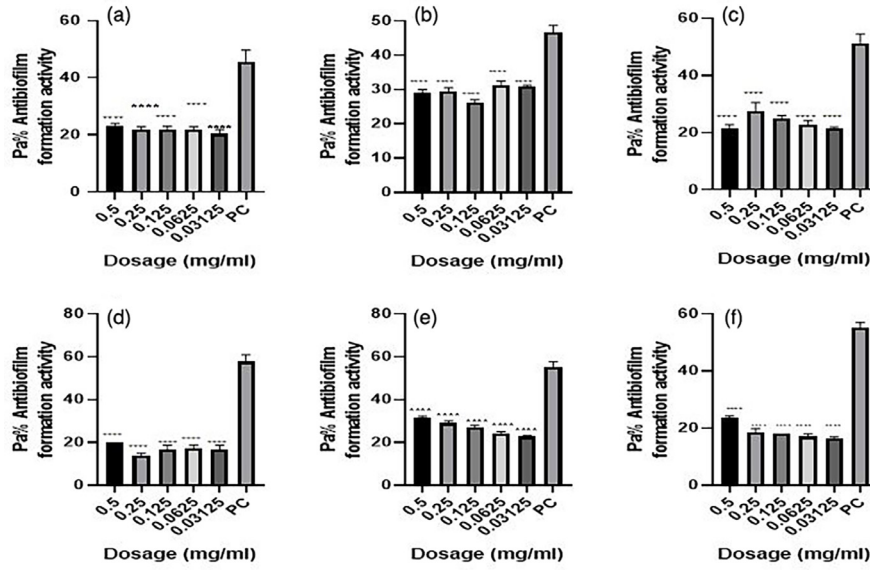 (a)
Pa% Antibiofilm
formation activity
60
40
20
0
****
****
****
****
****
0.5
0.25
0.125
0.0625
0.03125
PC
Dosage (mg/ml)
(b)
Pa% Antibiofilm
formation activity
50
40
30
20
10
0
****
****
****
****
****
0.5
0.25
0.125
0.0625
0.03125
PC
Dosage (mg/ml)
(c)
Pa% Antibiofilm
formation activity
60
40
20
0
****
****
****
****
****
0.5
0.25
0.125
0.0625
0.03125
PC
Dosage (mg/ml)
(d)
Pa% Antibiofilm
formation activity
80
60
40
20
0
****
****
****
****
****
0.5
0.25
0.125
0.0625
0.03125
PC
Dosage (mg/ml)
(e)
Pa% Antibiofilm
formation activity
80
60
40
20
0
****
****
****
****
****
0.5
0.25
0.125
0.0625
0.03125
PC
Dosage (mg/ml)
(f)
Pa% Antibiofilm
formation activity
60
40
20
0
****
****
****
****
****
0.5
0.25
0.125
0.0625
0.03125
PC
Dosage (mg/ml)